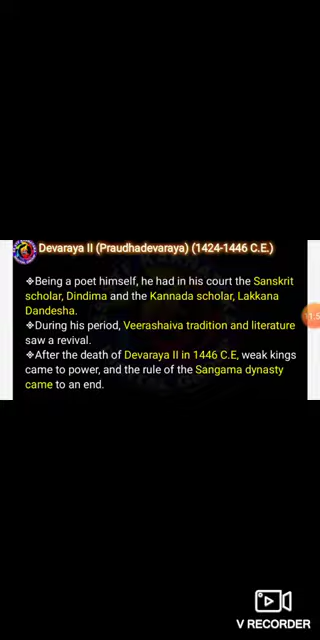 Devaraya II (Praudhadevaraya) (1424-1446 C.E.)
❖Being a poet himself, he had in his court the Sanskrit
scholar, Dindima and the Kannada scholar, Lakkana
Dandesha.
❖During his period, Veerashaiva tradition and literature
saw a revival.
❖After the death of Devaraya II in 1446 C.E, weak kings
came to power, and the rule of the Sangama dynasty
came to an end.
V RECORDER